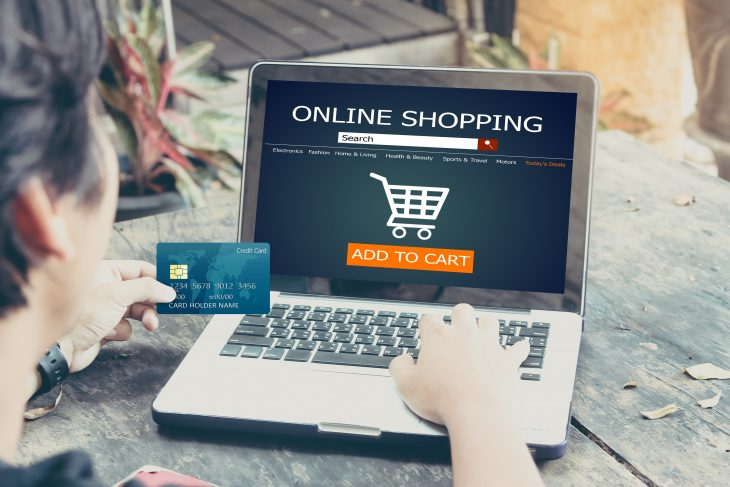 ONLINE SHOPPING
Search
Electronics Fashion Home & Living Health & Beauty Sports & Travel Motors Today's Deals
ADD TO CART
Credit Card
1234 5678 9012 3456
00/00
CARD HOLDER NAME